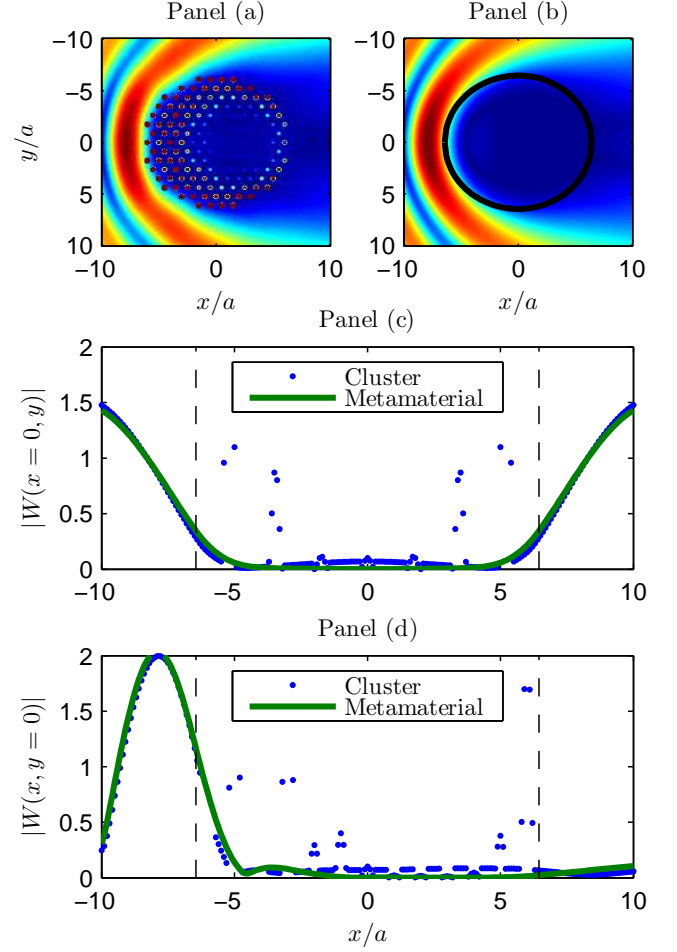 Panel (a)
Panel (b)
−10
−5
0
5
10
y/a
−10
0
10
x/a
−10
−5
0
5
10
−10
0
10
x/a
Panel (c)
2
1.5
1
0.5
0
|W(x = 0, y)|
Cluster
Metamaterial
−10
−5
0
5
10
Panel (d)
2
1.5
1
0.5
0
|W(x, y = 0)|
Cluster
Metamaterial
−10
−5
0
5
10
x/a